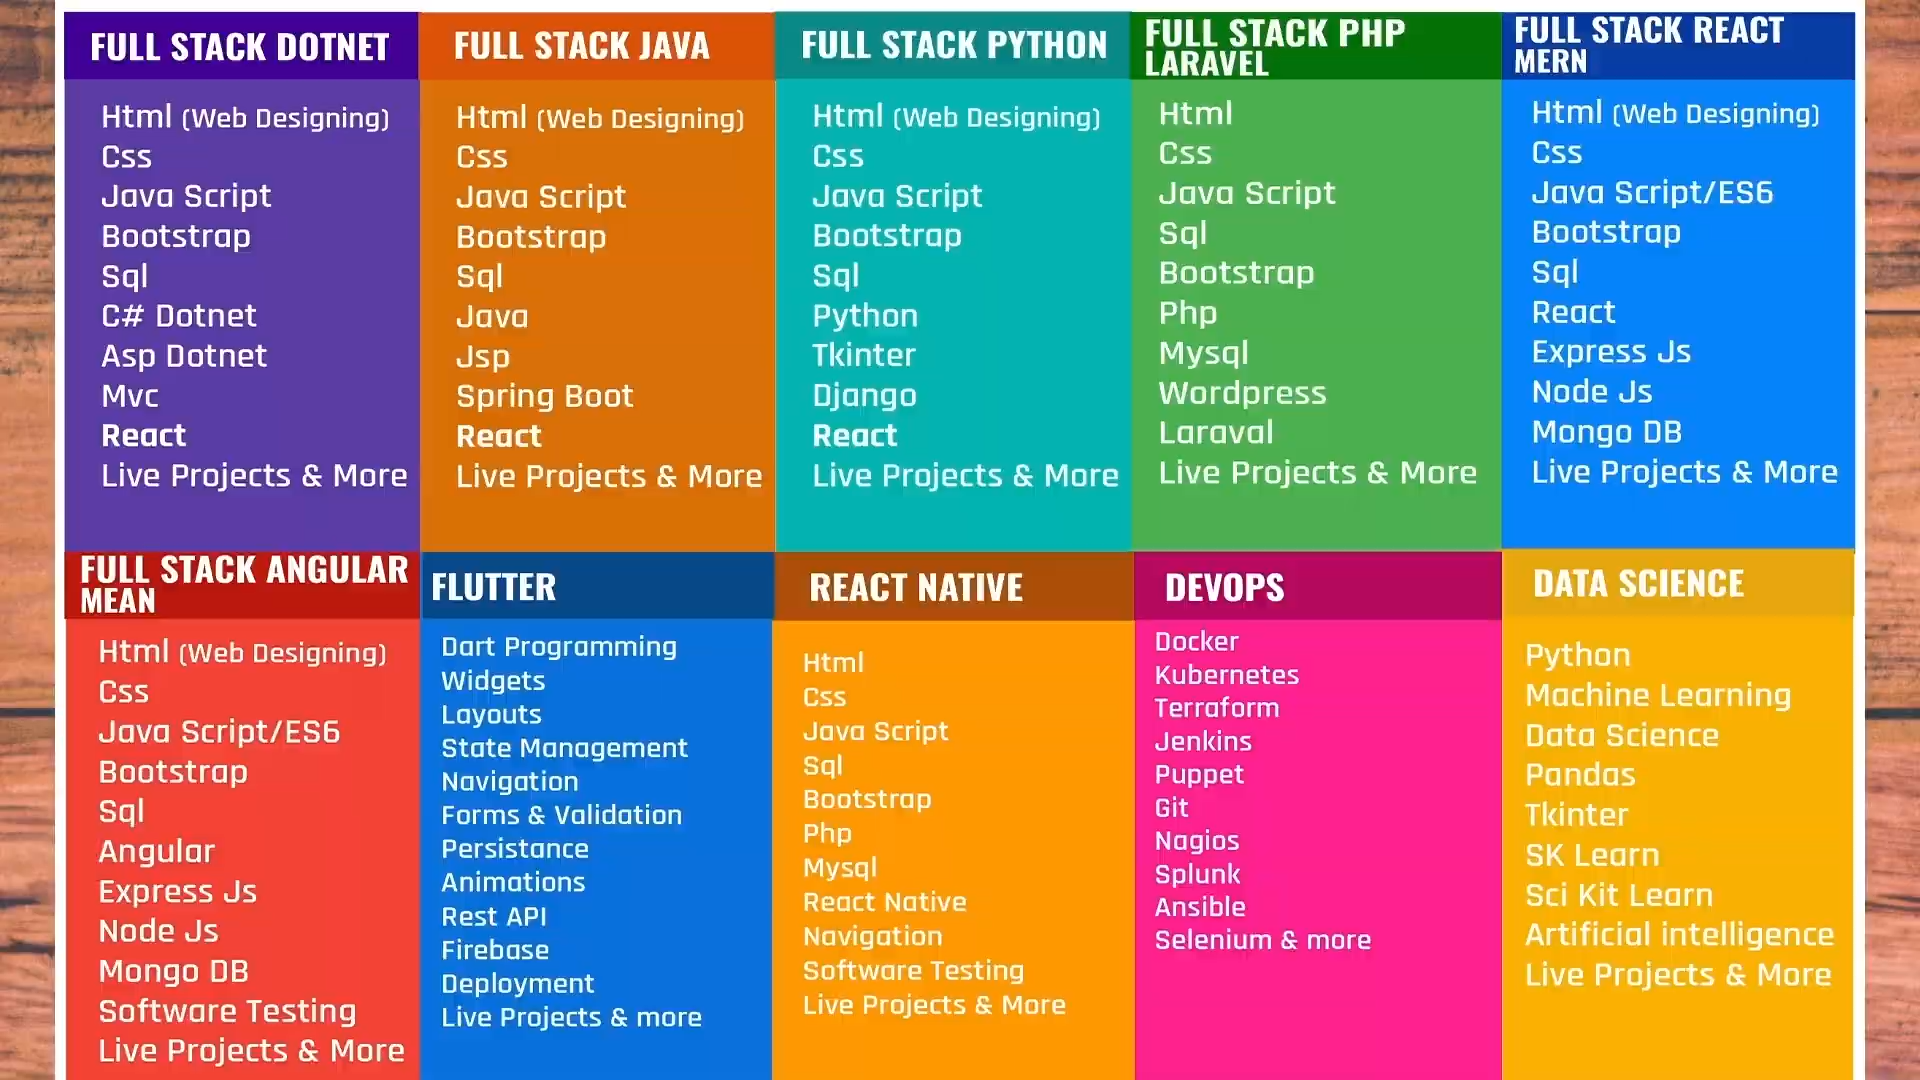 FULL STACK DOTNET
Html (Web Designing)
Css
Java Script
Bootstrap
Sql
C# Dotnet
Asp Dotnet
Mvc
React
Live Projects & More
FULL STACK JAVA
Html (Web Designing)
Css
Java Script
Bootstrap
Sql
Java
Jsp
Spring Boot
React
Live Projects & More
FULL STACK PYTHON
Html (Web Designing)
Css
Java Script
Bootstrap
Sql
Python
Tkinter
Django
React
Live Projects & More
FULL STACK PHP
LARAVEL
Html
Css
Java Script
Sql
Bootstrap
Php
Mysql
Wordpress
Laraval
Live Projects & More
FULL STACK REACT
MERN
Html (Web Designing)
Css
Java Script/ES6
Bootstrap
Sql
React
Express Js
Node Js
Mongo DB
Live Projects & More
FULL STACK ANGULAR
MEAN
Html (Web Designing)
Css
Java Script/ES6
Bootstrap
Sql
Angular
Express Js
Node Js
Mongo DB
Software Testing
Live Projects & More
FLUTTER
Dart Programming
Widgets
Layouts
State Management
Navigation
Forms & Validation
Persistance
Animations
Rest API
Firebase
Deployment
Live Projects & more
REACT NATIVE
Html
Css
Java Script
Sql
Bootstrap
Php
Mysql
React Native
Navigation
Software Testing
Live Projects & More
DEVOPS
Docker
Kubernetes
Terraform
Jenkins
Puppet
Git
Nagios
Splunk
Ansible
Selenium & more
DATA SCIENCE
Python
Machine Learning
Data Science
Pandas
Tkinter
SK Learn
Sci Kit Learn
Artificial intelligence
Live Projects & More